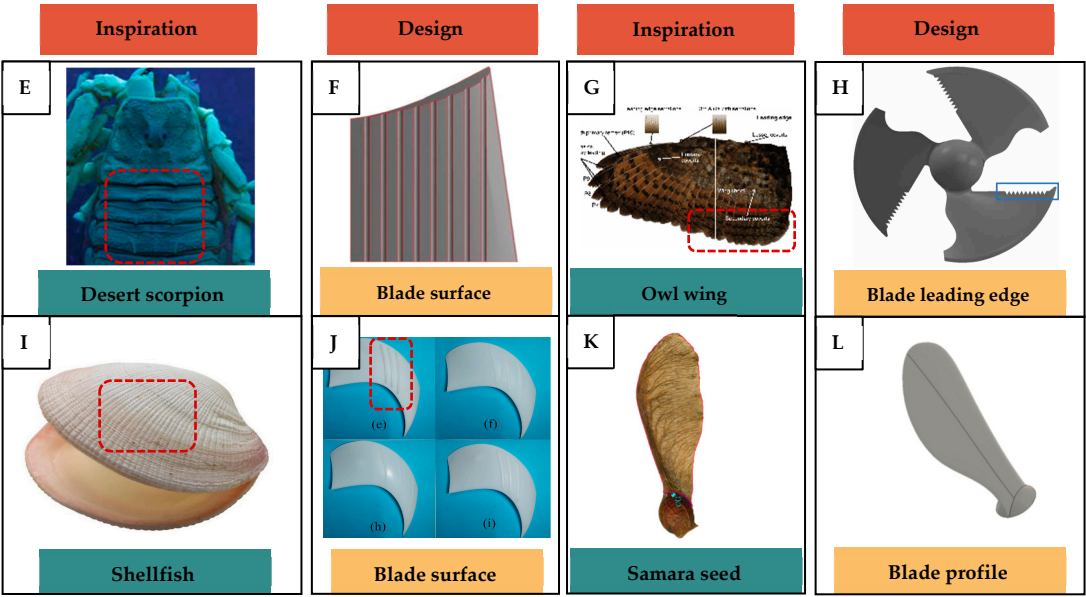 Inspiration
Design
Inspiration
Design
E
F
G
H
Leading edge
Desert scorpion
Blade surface
Owl wing
Blade leading edge
I
J
K
L
(e)
(f)
(h)
(i)
Shellfish
Blade surface
Samara seed
Blade profile